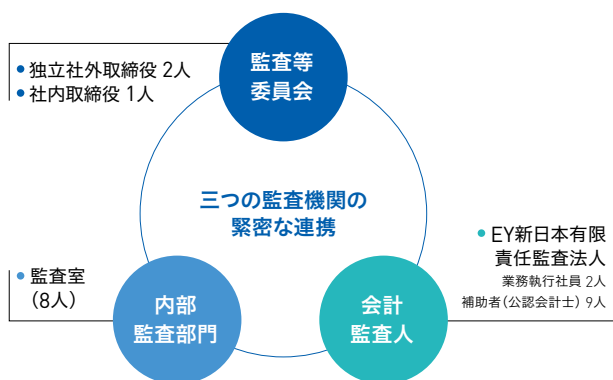 監査等
委員会
• 独立社外取締役 2人
• 社内取締役 1人
三つの監査機関の
緊密な連携
• 監査室
(8人)
内部
監査部門
会計
監査人
• EY新日本有限
責任監査法人
業務執行社員 2人
補助者(公認会計士) 9人